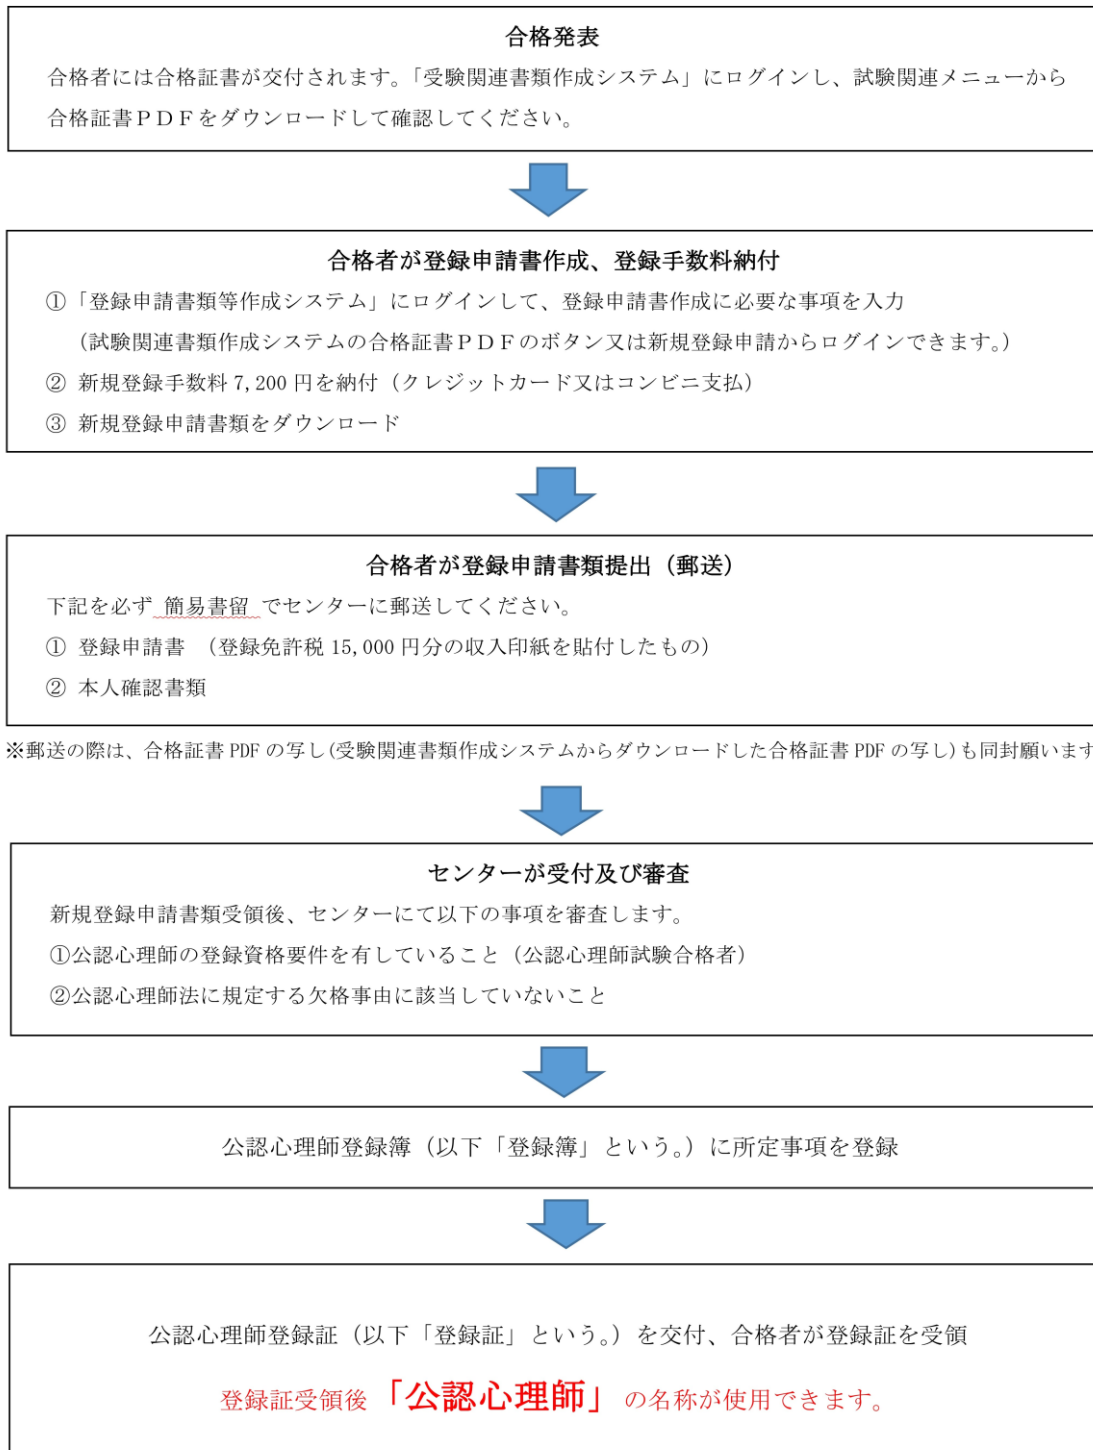 合格発表
合格者には合格証書が交付されます。「受験関連書類作成システム」にログインし、試験関連メニューから
合格証書ＰＤＦをダウンロードして確認してください。
合格者が登録申請書作成、登録手数料納付
①「登録申請書類等作成システム」にログインして、登録申請書作成に必要な事項を入力
（試験関連書類作成システムの合格証書ＰＤＦのボタン又は新規登録申請からログインできます。）
② 新規登録手数料 7,200 円を納付（クレジットカード又はコンビニ支払）
③ 新規登録申請書類をダウンロード
合格者が登録申請書類提出（郵送）
下記を必ず 簡易書留 でセンターに郵送してください。
① 登録申請書 （登録免許税 15,000 円分の収入印紙を貼付したもの）
② 本人確認書類
※郵送の際は、合格証書 PDF の写し(受験関連書類作成システムからダウンロードした合格証書 PDF の写し)も同封願います
センターが受付及び審査
新規登録申請書類受領後、センターにて以下の事項を審査します。
①公認心理師の登録資格要件を有していること（公認心理師試験合格者）
②公認心理師法に規定する欠格事由に該当していないこと
公認心理師登録簿（以下「登録簿」という。）に所定事項を登録
公認心理師登録証（以下「登録証」という。）を交付、合格者が登録証を受領
登録証受領後 「公認心理師」 の名称が使用できます。